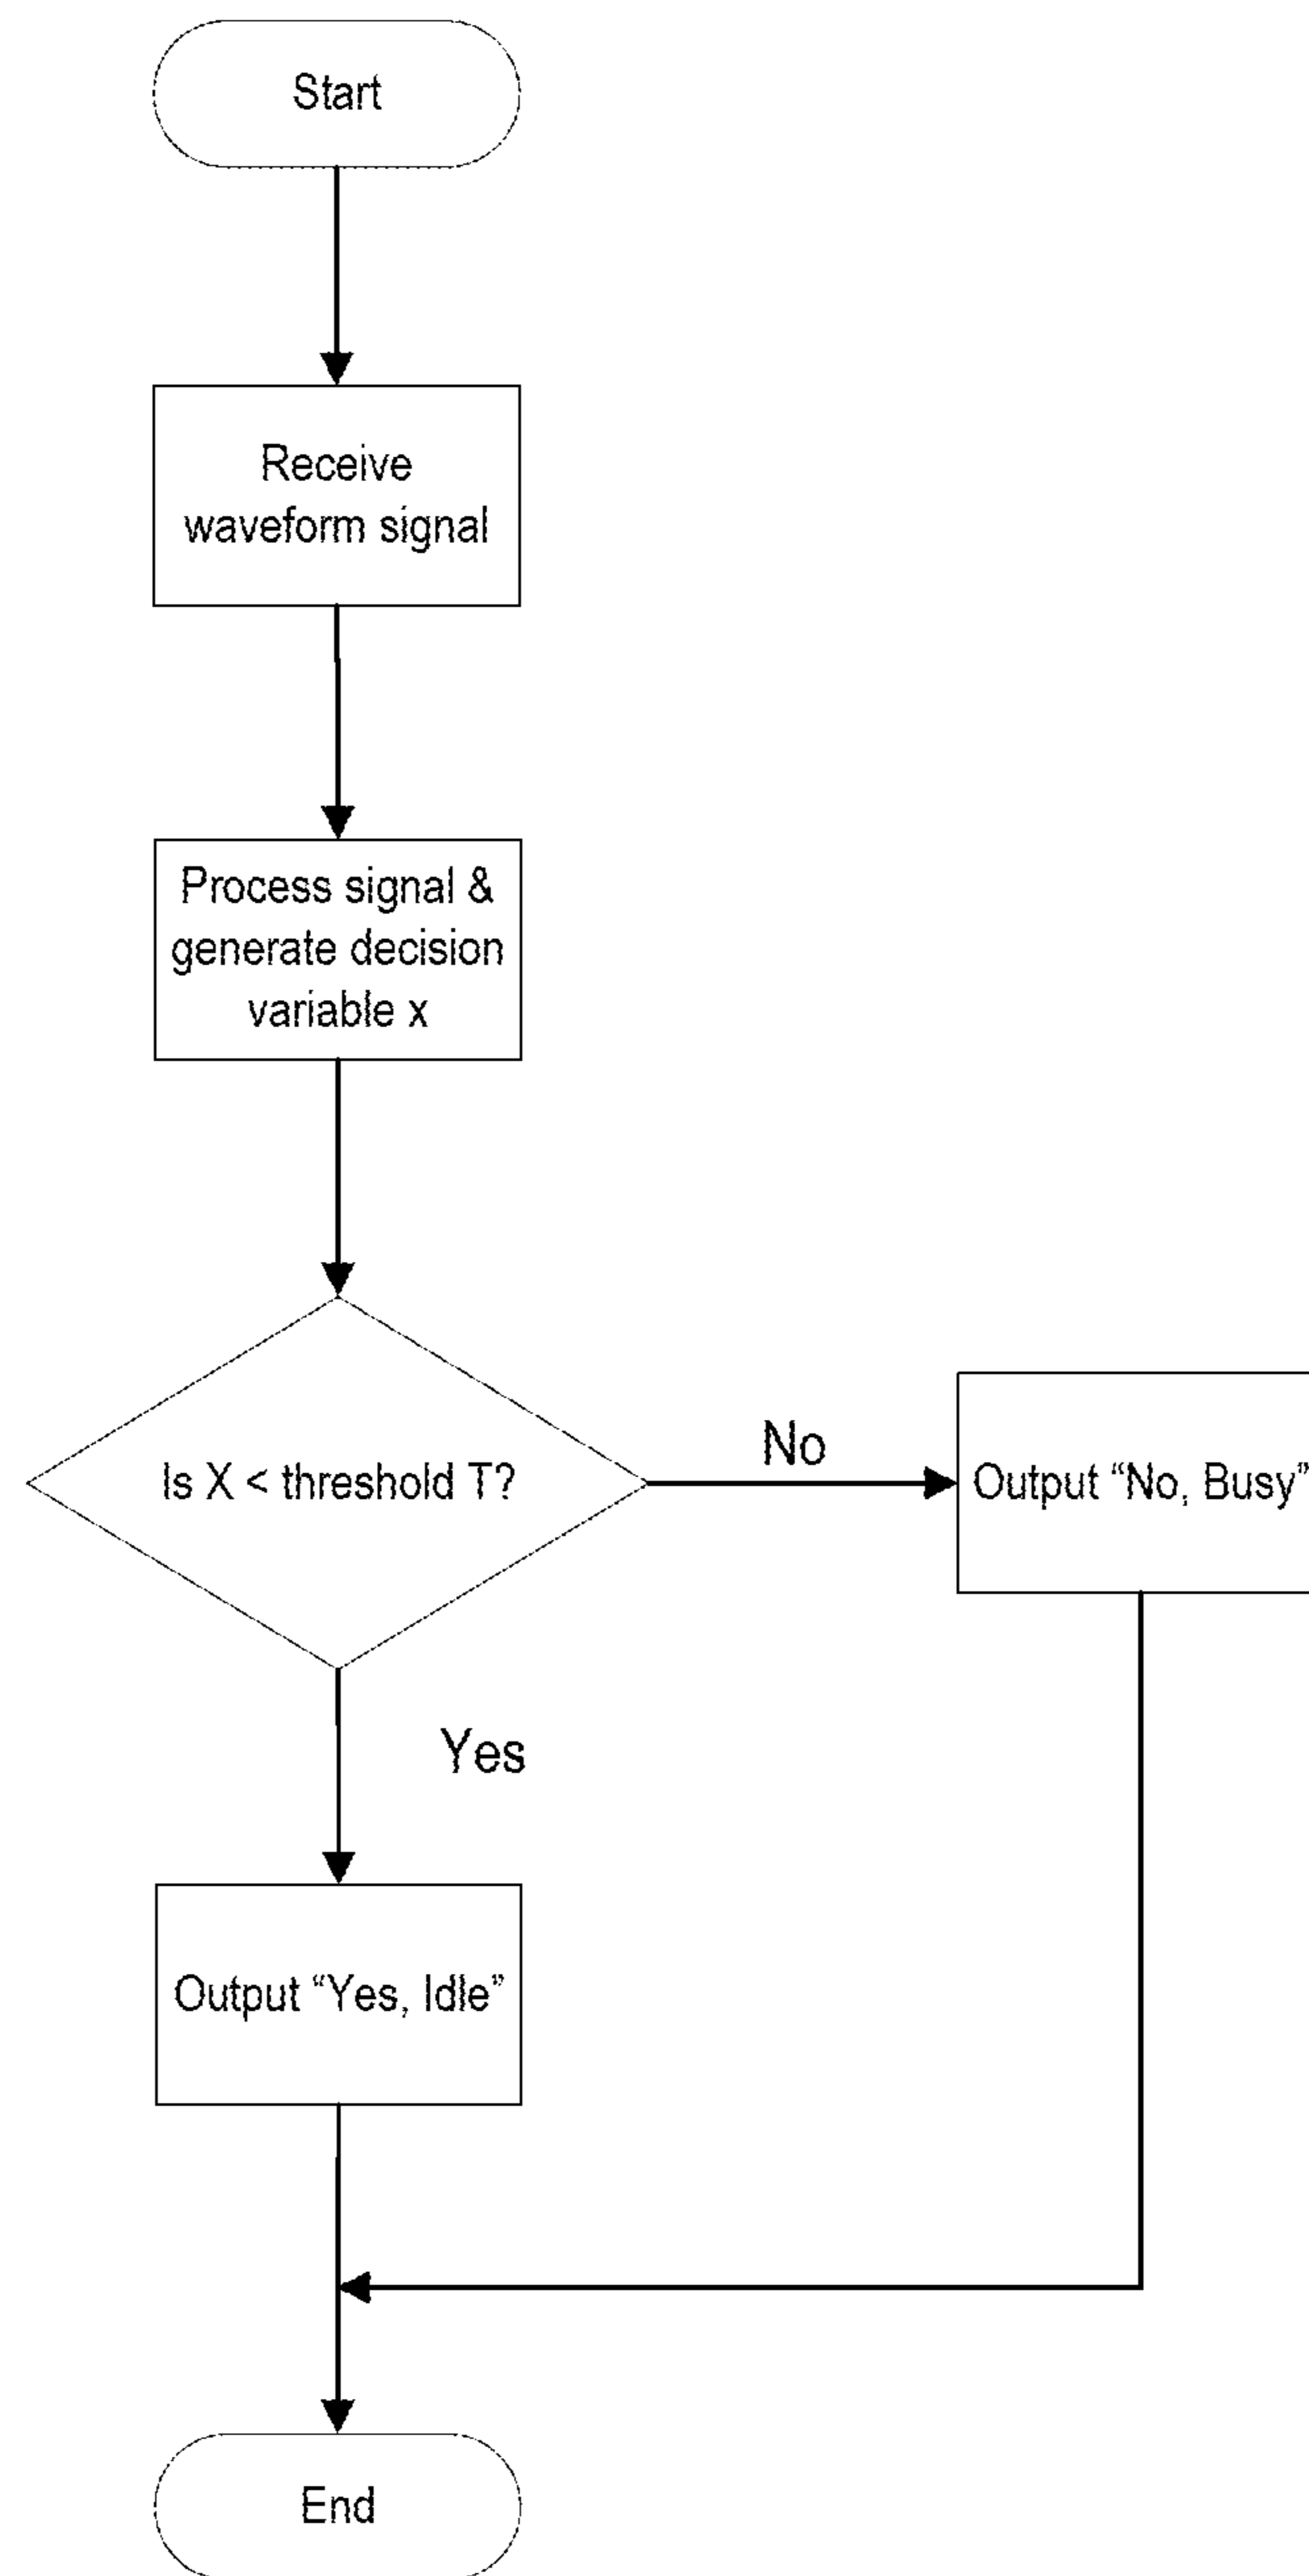 Start
Receive
waveform signal
Process signal &
generate decision
variable x
Is X < threshold T?
No
Output “No, Busy”
Yes
Output “Yes, Idle”
End